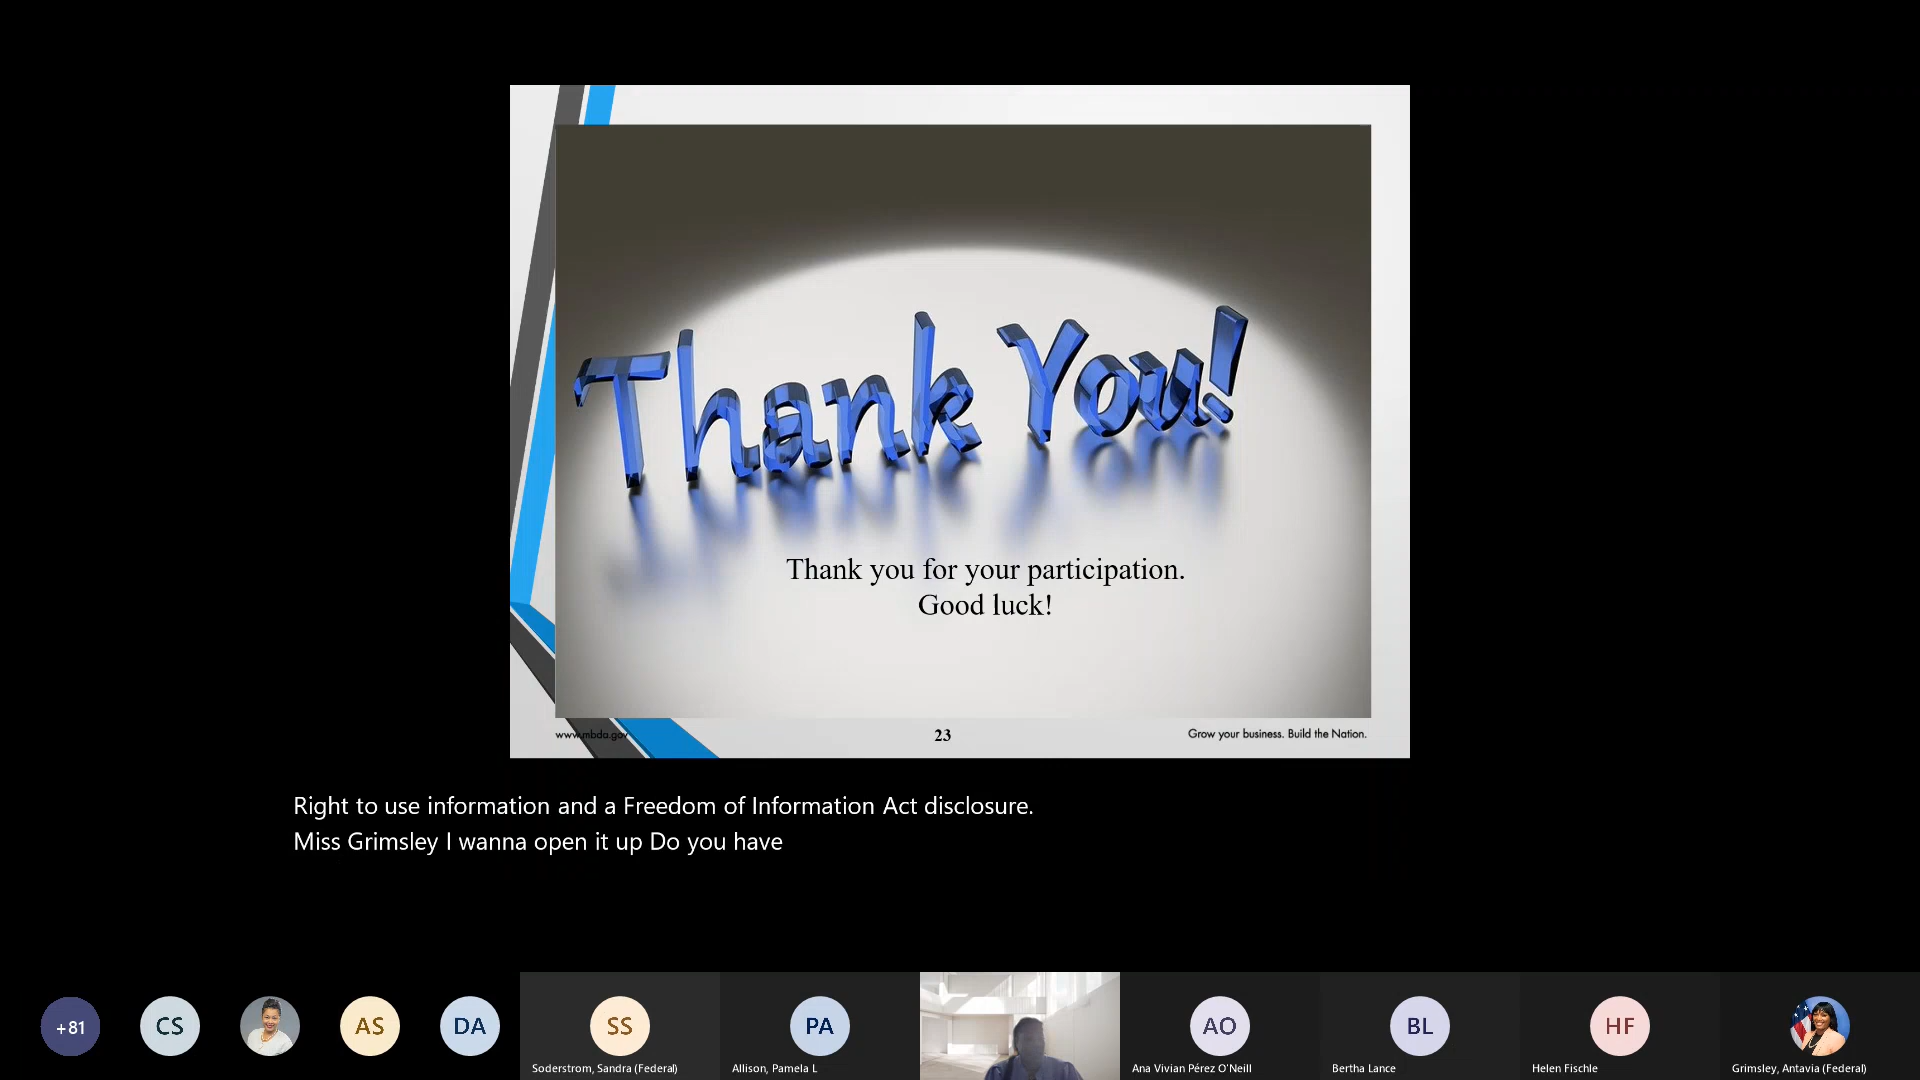 Thank You!
Thank you for your participation.
Good luck!
www.mbda.gov
23
Grow your business. Build the Nation.
Right to use information and a Freedom of Information Act disclosure.
Miss Grimsley I wanna open it up Do you have
+81
CS
AS
DA
SS
PA
AO
BL
HF
Soderstrom, Sandra (Federal)
Allison, Pamela L
Ana Vivian Pérez O'Neill
Bertha Lance
Helen Fischle
Grimsley, Antavia (Federal)